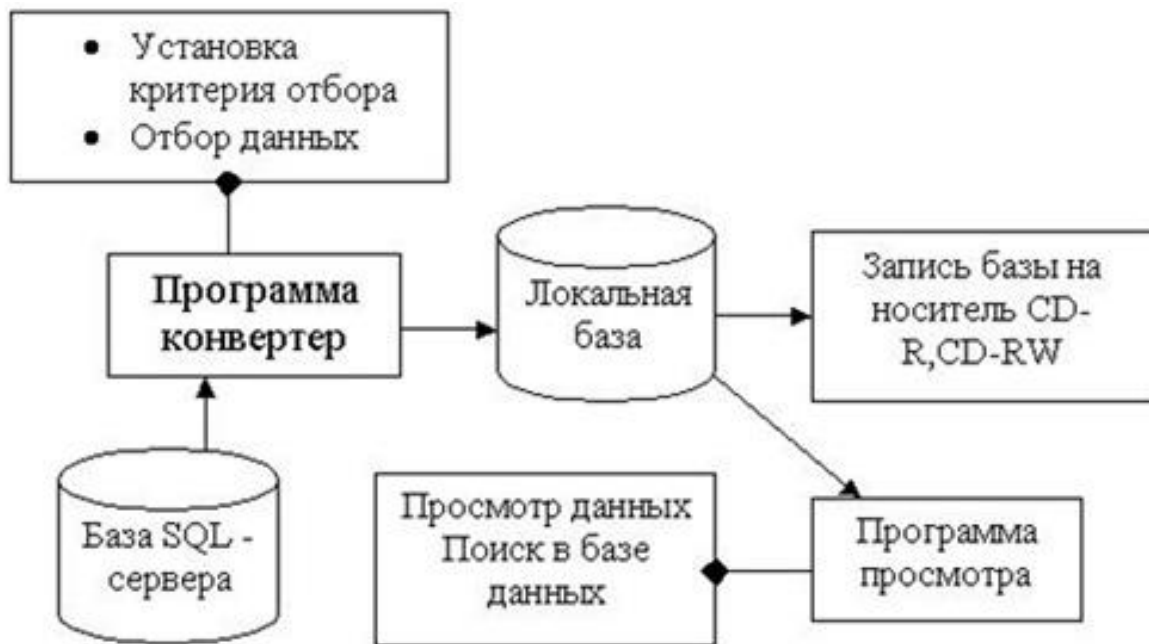 • Установка
критерия отбора
• Отбор данных
Программа
конвертер
Локальная
база
Запись базы на
носитель CD-
R,CD-RW
База SQL -
сервера
Просмотр данных
Поиск в базе
данных
Программа
просмотра